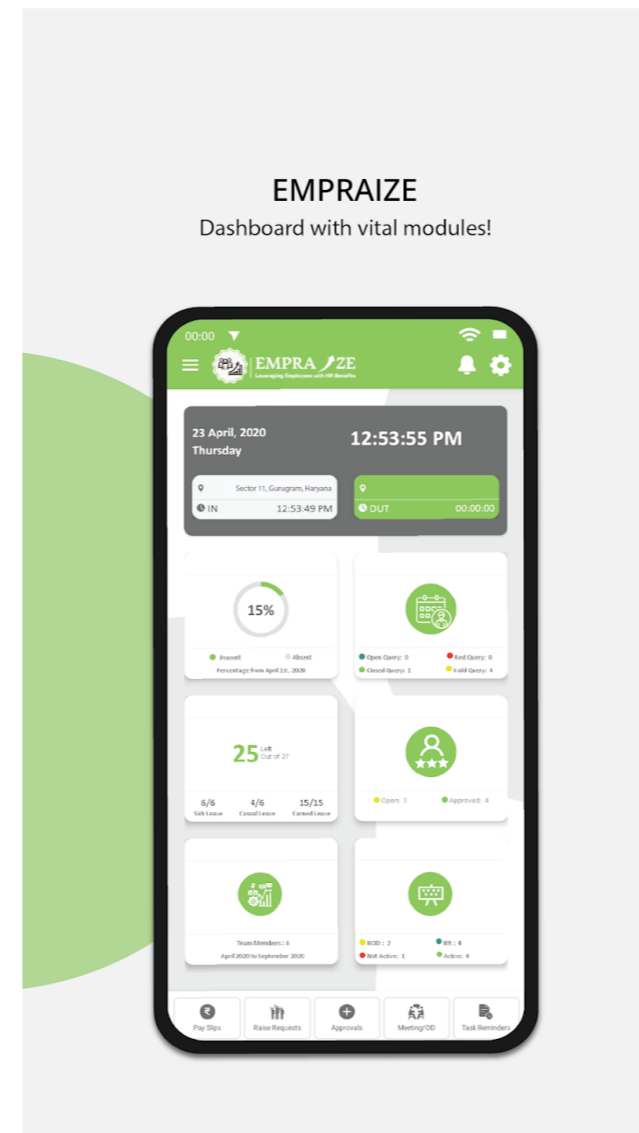 EMPRAIZE
Dashboard with vital modules!
00:00
EMPRA IZE
Leveraging Employees with HR Benefits
23 April, 2020
Thursday
12:53:55 PM
Sector 11, Gurugram, Haryana
IN 12:53:49 PM
OUT 00:00:00
15%
Present Absent
Percentage from April 1st, 2020
Open Query: 0 Red Query: 0
Closed Query: 1 Hold Query: 4
25 Left
Out of 27
6/6 4/6 15/15
Sick Leave Casual Leave Earned Leave
Open: 3 Approved: 4
Team Members : 6
April 2020 to September 2020
HOD : 2 HR : 4
Not Active: 1 Active: 4
Pay Slips Raise Requests Approvals Meeting/OD Task Reminders